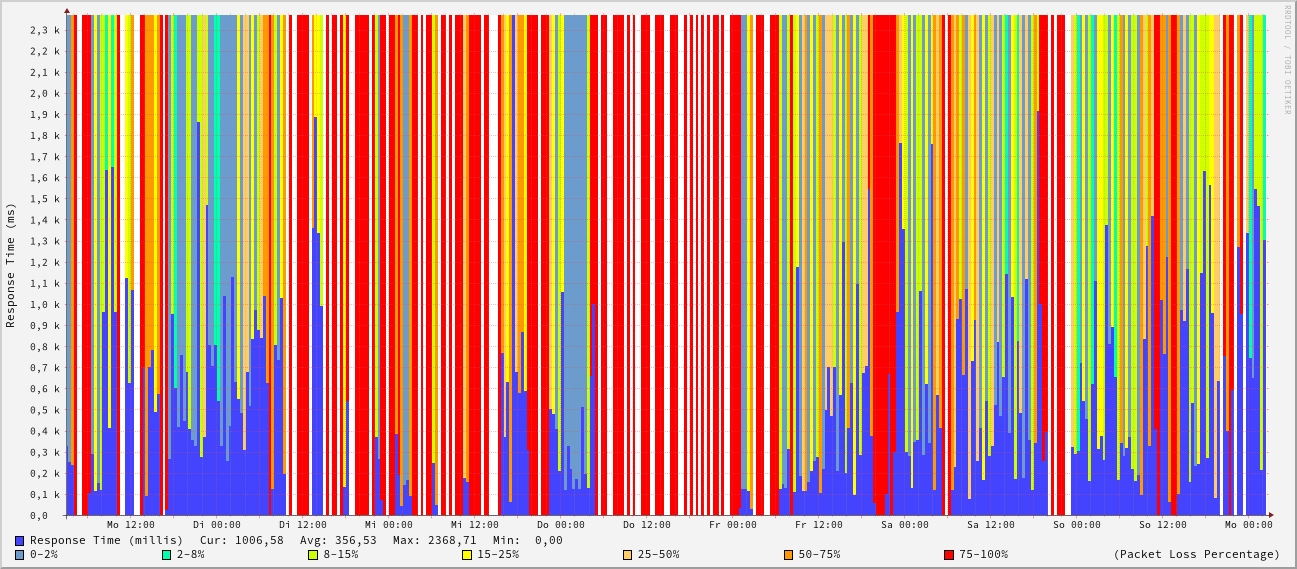 RRDTOOL / TOBI OETIKER
Response Time (ms)
2,3 k
2,2 k
2,1 k
2,0 k
1,9 k
1,8 k
1,7 k
1,6 k
1,5 k
1,4 k
1,3 k
1,2 k
1,1 k
1,0 k
0,9 k
0,8 k
0,7 k
0,6 k
0,5 k
0,4 k
0,3 k
0,2 k
0,1 k
0,0
Mo 12:00 Di 00:00 Di 12:00 Mi 00:00 Mi 12:00 Do 00:00 Do 12:00 Fr 00:00 Fr 12:00 Sa 00:00 Sa 12:00 So 00:00 So 12:00 Mo 00:00
Response Time (millis) Cur: 1006,58 Avg: 356,53 Max: 2368,71 Min: 0,00
0-2% 2-8% 8-15% 15-25% 25-50% 50-75% 75-100% (Packet Loss Percentage)